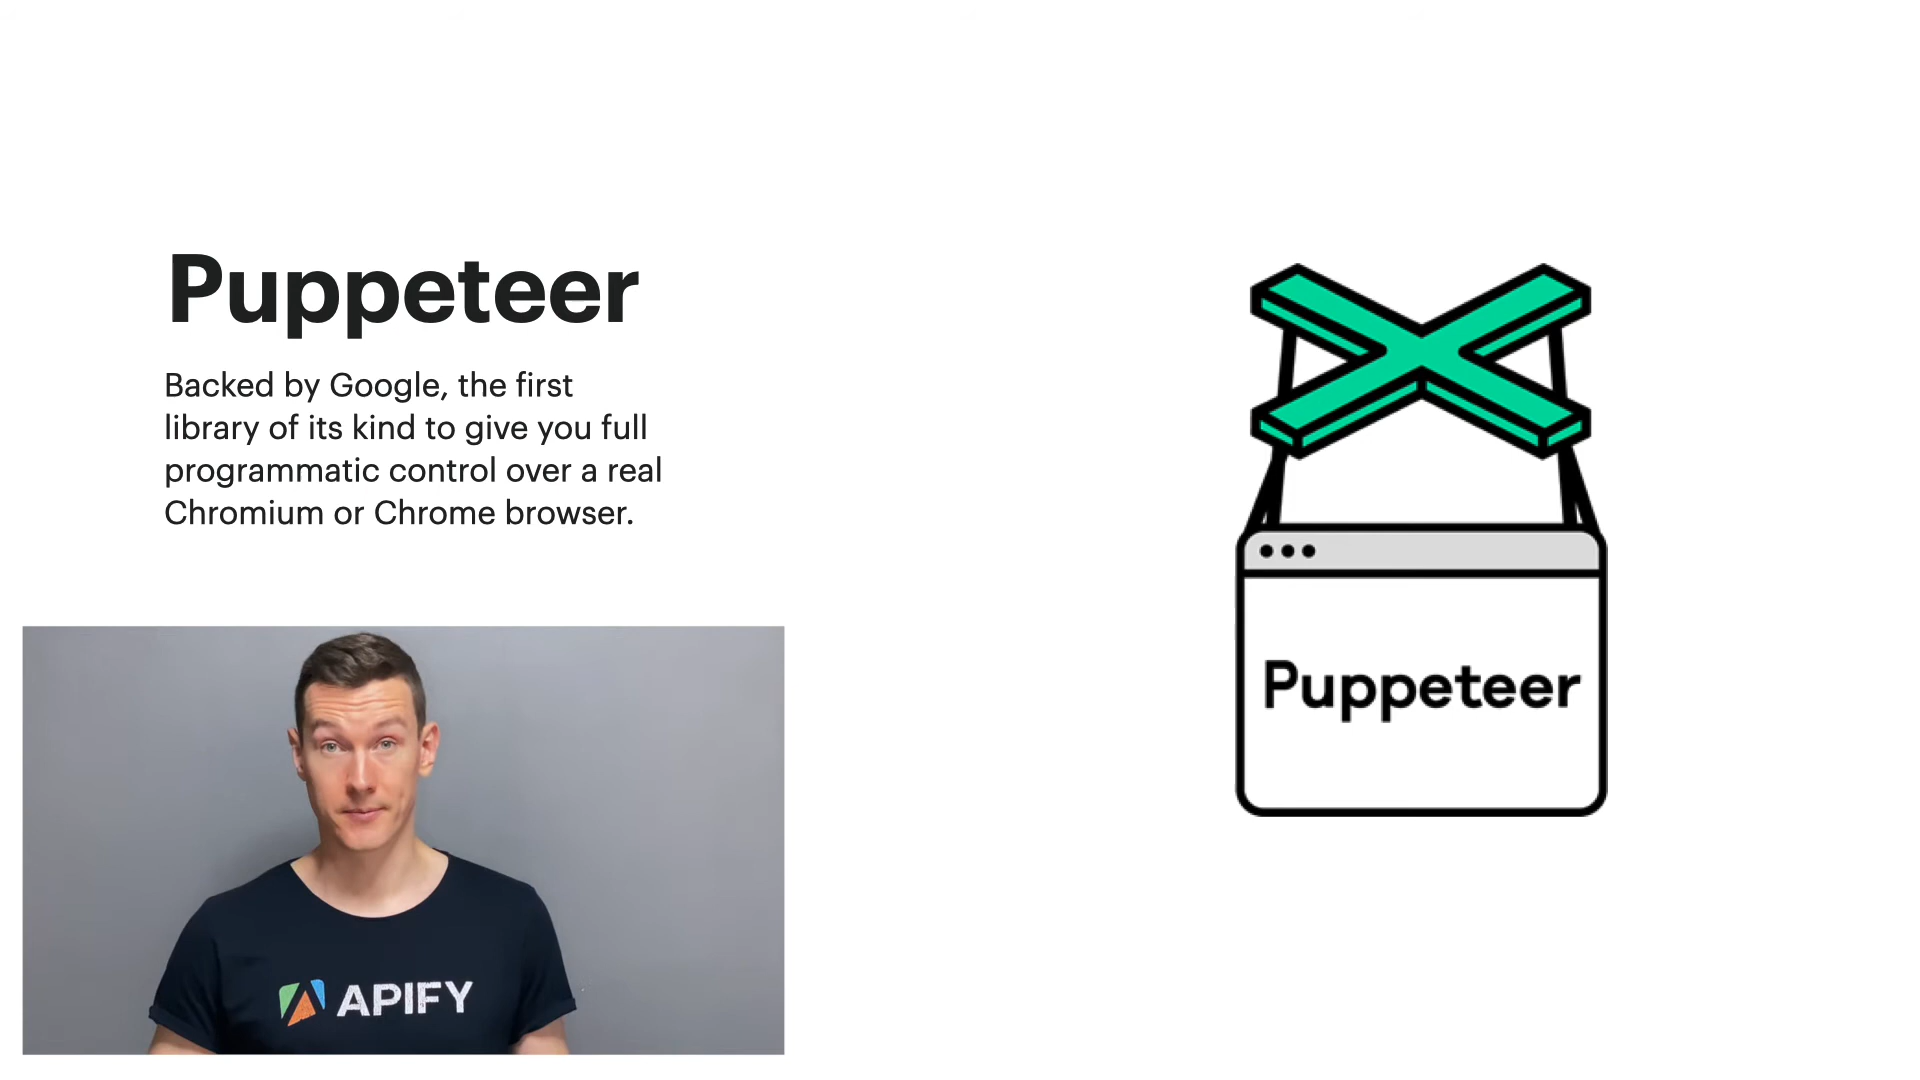 Puppeteer
Backed by Google, the first
library of its kind to give you full
programmatic control over a real
Chromium or Chrome browser.
Puppeteer
APIFY